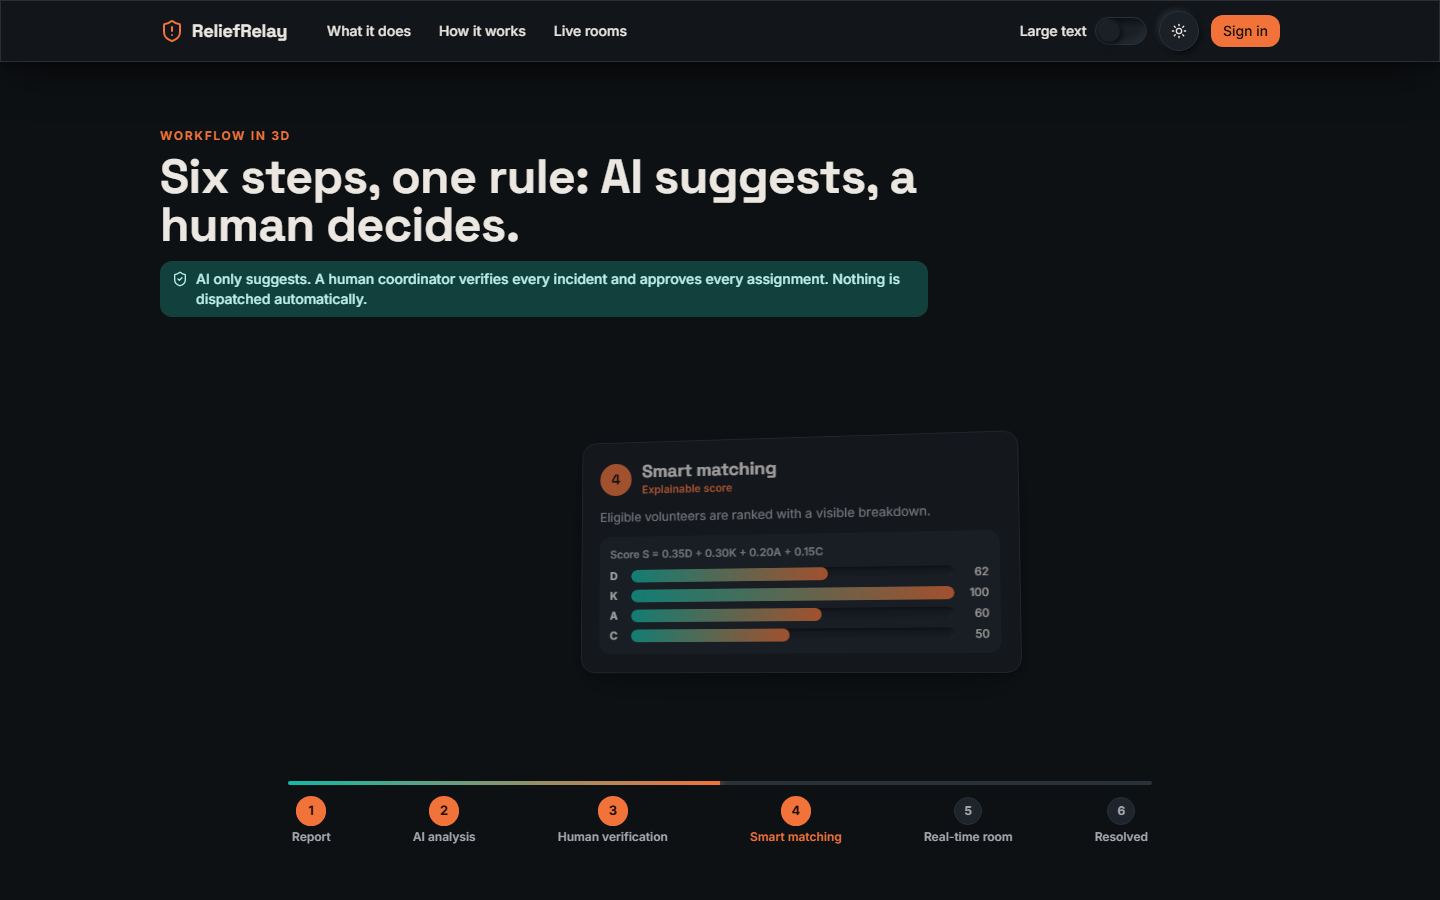 ReliefRelay
What it does
How it works
Live rooms
Large text
Sign in
WORKFLOW IN 3D
Six steps, one rule: AI suggests, a
human decides.
AI only suggests. A human coordinator verifies every incident and approves every assignment. Nothing is
dispatched automatically.
4
Smart matching
Explainable score
Eligible volunteers are ranked with a visible breakdown.
Score S = 0.35D + 0.30K + 0.20A + 0.15C
D 62
K 100
A 60
C 50
1
Report
2
AI analysis
3
Human verification
4
Smart matching
5
Real-time room
6
Resolved